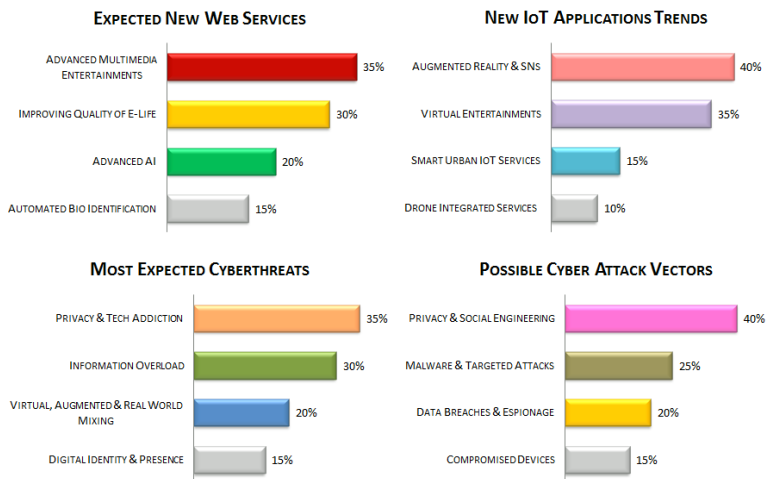 Expected New Web Services
Advanced Multimedia
Entertainments
35%
Improving Quality of E-Life
30%
Advanced AI
20%
Automated Bio Identification
15%
New IoT Applications Trends
Augmented Reality & SNs
40%
Virtual Entertainments
35%
Smart Urban IoT Services
15%
Drone Integrated Services
10%
Most Expected Cyberthreats
Privacy & Tech Addiction
35%
Information Overload
30%
Virtual, Augmented & Real World
Mixing
20%
Digital Identity & Presence
15%
Possible Cyber Attack Vectors
Privacy & Social Engineering
40%
Malware & Targeted Attacks
25%
Data Breaches & Espionage
20%
Compromised Devices
15%